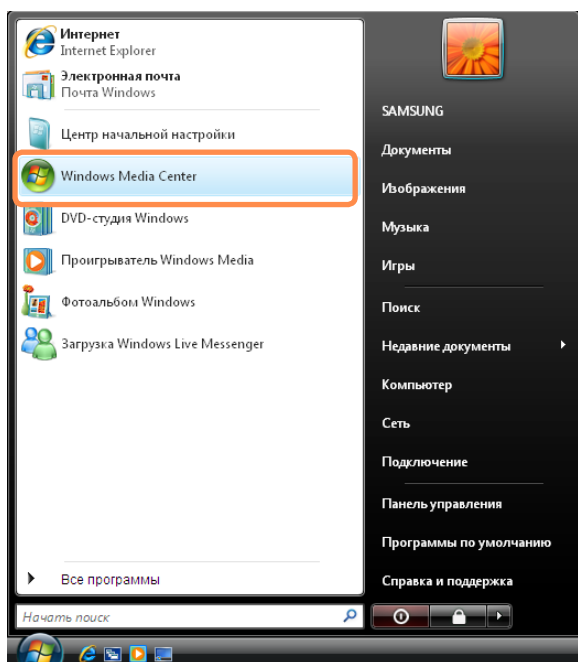 Интернет
Internet Explorer
Электронная почта
Почта Windows
Центр начальной настройки
Windows Media Center
DVD-студия Windows
Проигрыватель Windows Media
Фотоальбом Windows
Загрузка Windows Live Messenger
Все программы
Начать поиск
SAMSUNG
Документы
Изображения
Музыка
Игры
Поиск
Недавние документы
Компьютер
Сеть
Подключение
Панель управления
Программы по умолчанию
Справка и поддержка